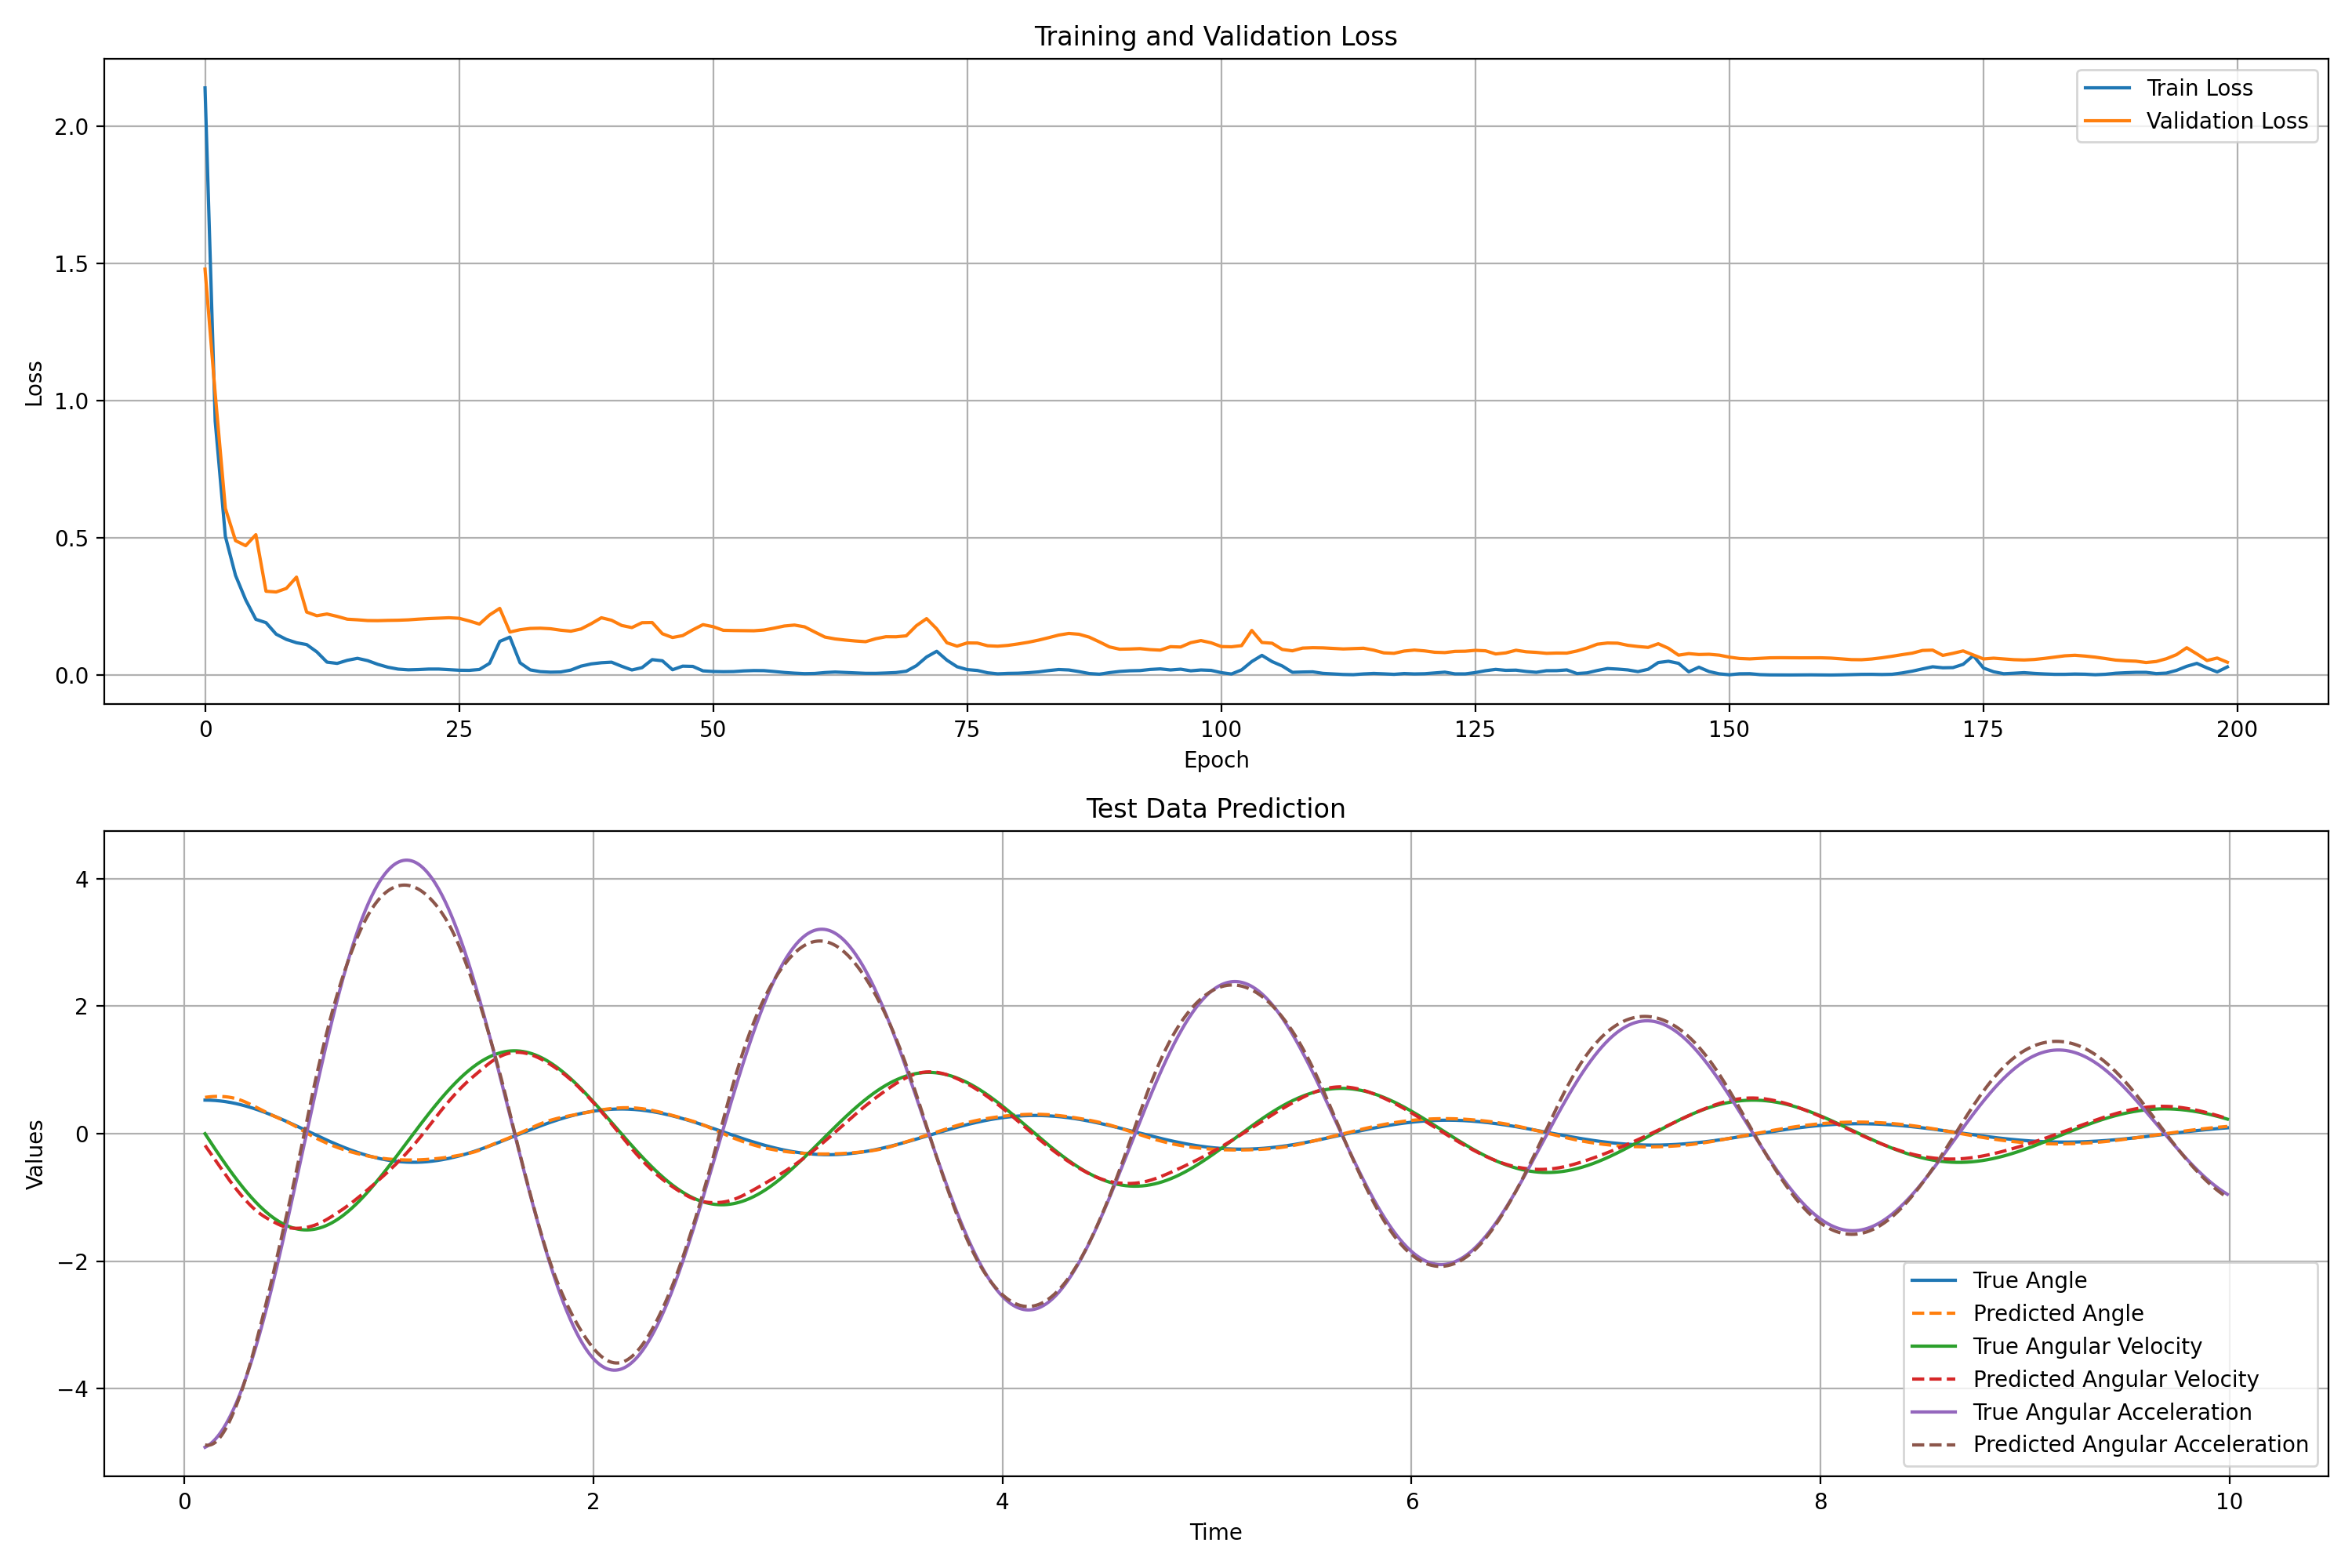 Training and Validation Loss
Train Loss
Validation Loss
2.0
1.5
1.0
0.5
0.0
Loss
0 25 50 75 100 125 150 175 200
Epoch
Test Data Prediction
4
2
0
−2
−4
Values
True Angle
Predicted Angle
True Angular Velocity
Predicted Angular Velocity
True Angular Acceleration
Predicted Angular Acceleration
0 2 4 6 8 10
Time